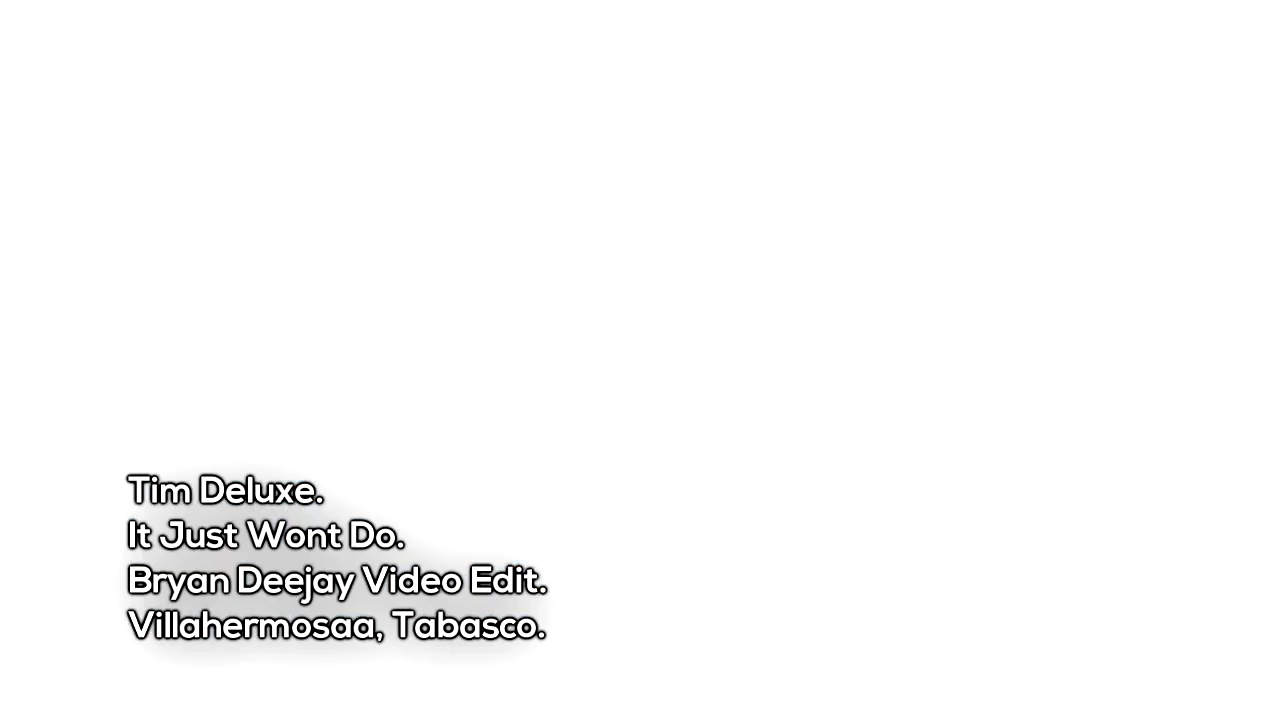 Tim Deluxe.
It Just Wont Do.
Bryan Deejay Video Edit.
Villahermosaa, Tabasco.